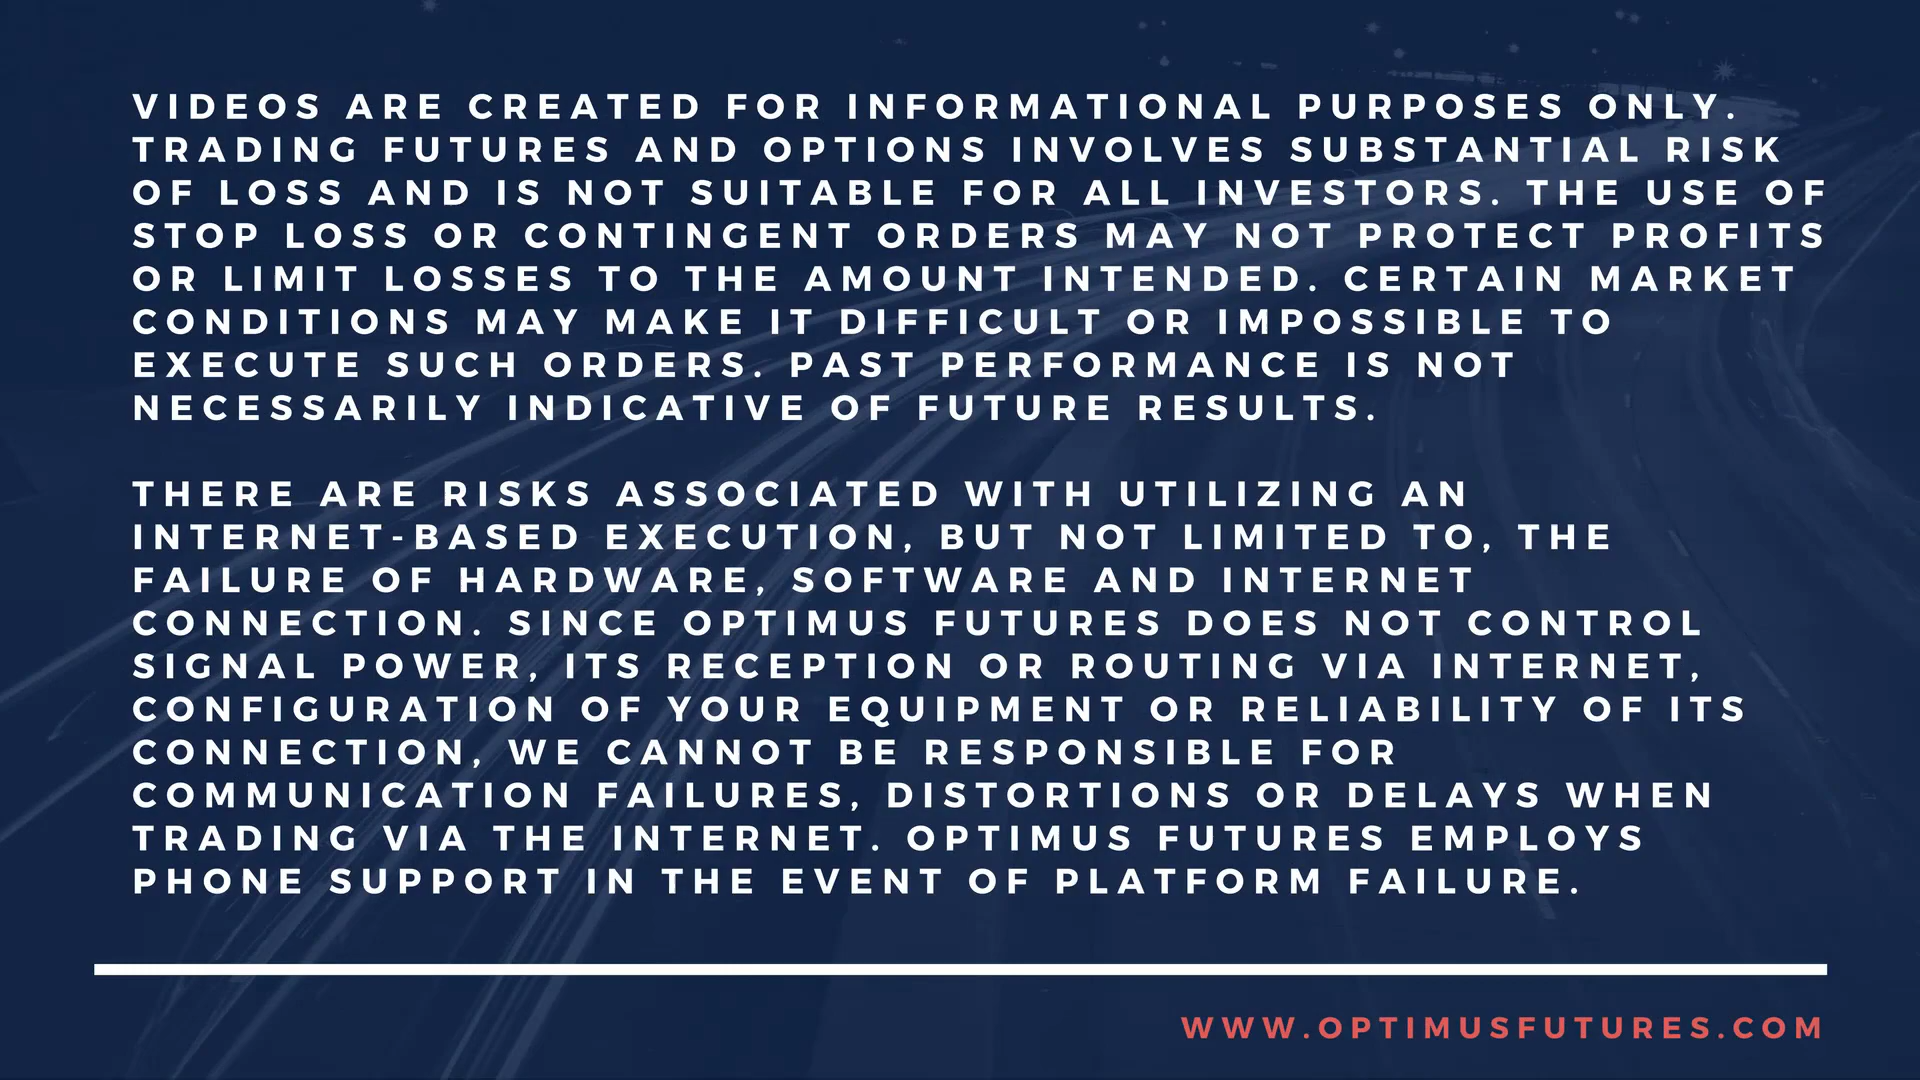 VIDEOS ARE CREATED FOR INFORMATIONAL PURPOSES ONLY.
TRADING FUTURES AND OPTIONS INVOLVES SUBSTANTIAL RISK
OF LOSS AND IS NOT SUITABLE FOR ALL INVESTORS. THE USE OF
STOP LOSS OR CONTINGENT ORDERS MAY NOT PROTECT PROFITS
OR LIMIT LOSSES TO THE AMOUNT INTENDED. CERTAIN MARKET
CONDITIONS MAY MAKE IT DIFFICULT OR IMPOSSIBLE TO
EXECUTE SUCH ORDERS. PAST PERFORMANCE IS NOT
NECESSARILY INDICATIVE OF FUTURE RESULTS.
THERE ARE RISKS ASSOCIATED WITH UTILIZING AN
INTERNET-BASED EXECUTION, BUT NOT LIMITED TO, THE
FAILURE OF HARDWARE, SOFTWARE AND INTERNET
CONNECTION. SINCE OPTIMUS FUTURES DOES NOT CONTROL
SIGNAL POWER, ITS RECEPTION OR ROUTING VIA INTERNET,
CONFIGURATION OF YOUR EQUIPMENT OR RELIABILITY OF ITS
CONNECTION, WE CANNOT BE RESPONSIBLE FOR
COMMUNICATION FAILURES, DISTORTIONS OR DELAYS WHEN
TRADING VIA THE INTERNET. OPTIMUS FUTURES EMPLOYS
PHONE SUPPORT IN THE EVENT OF PLATFORM FAILURE.
WWW.OPTIMUSFUTURES.COM